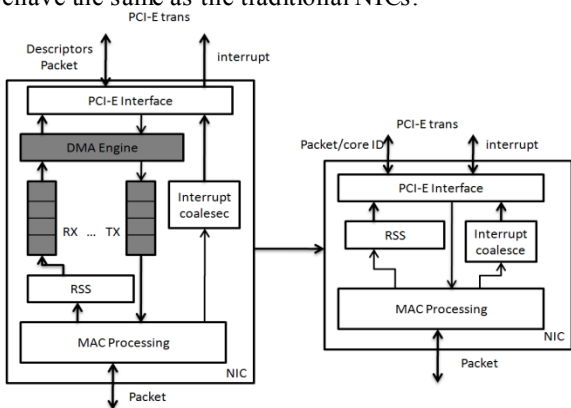 ehave the same as the traditional NICs.
PCI-E trans
Descriptors
Packet
interrupt
PCI-E Interface
DMA Engine
RX ... TX
Interrupt
coalesec
RSS
MAC Processing
NIC
Packet
PCI-E trans
Packet/core ID
interrupt
PCI-E Interface
RSS
Interrupt
coalesce
MAC Processing
NIC
Packet